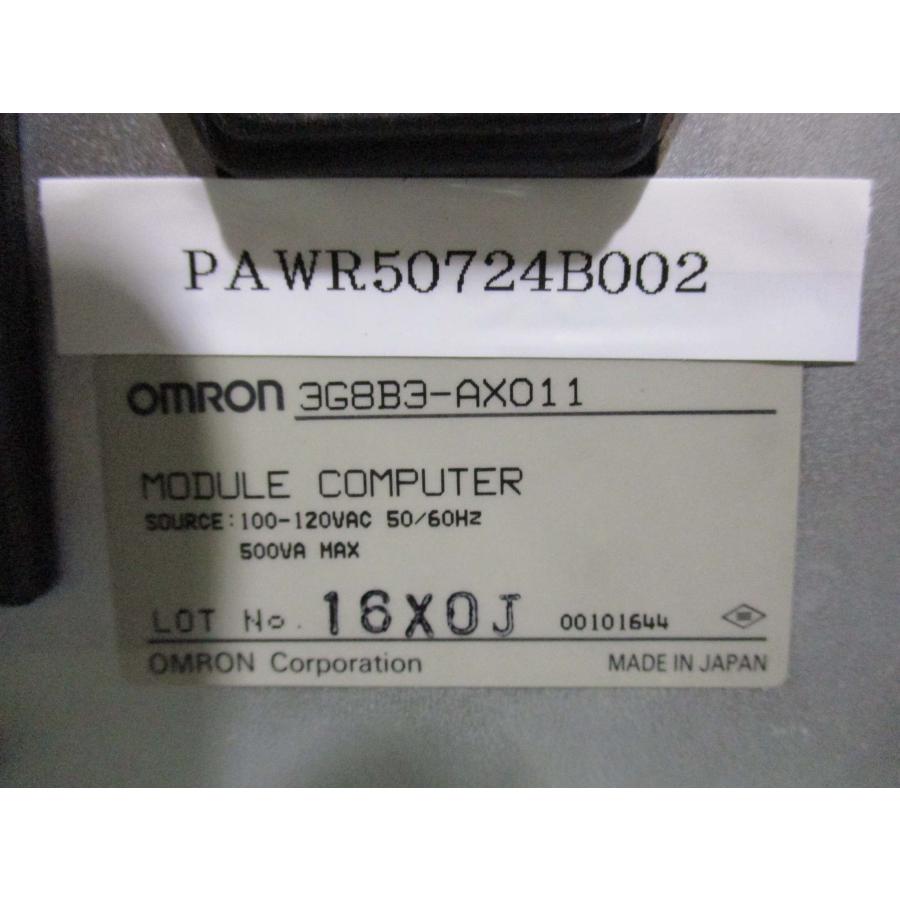 PAWR50724B002
OMRON 3G8B3-AX011
MODULE COMPUTER
SOURCE: 100-120VAC 50/60Hz
500VA MAX
LOT No. 16X0J 00101644
OMRON Corporation MADE IN JAPAN